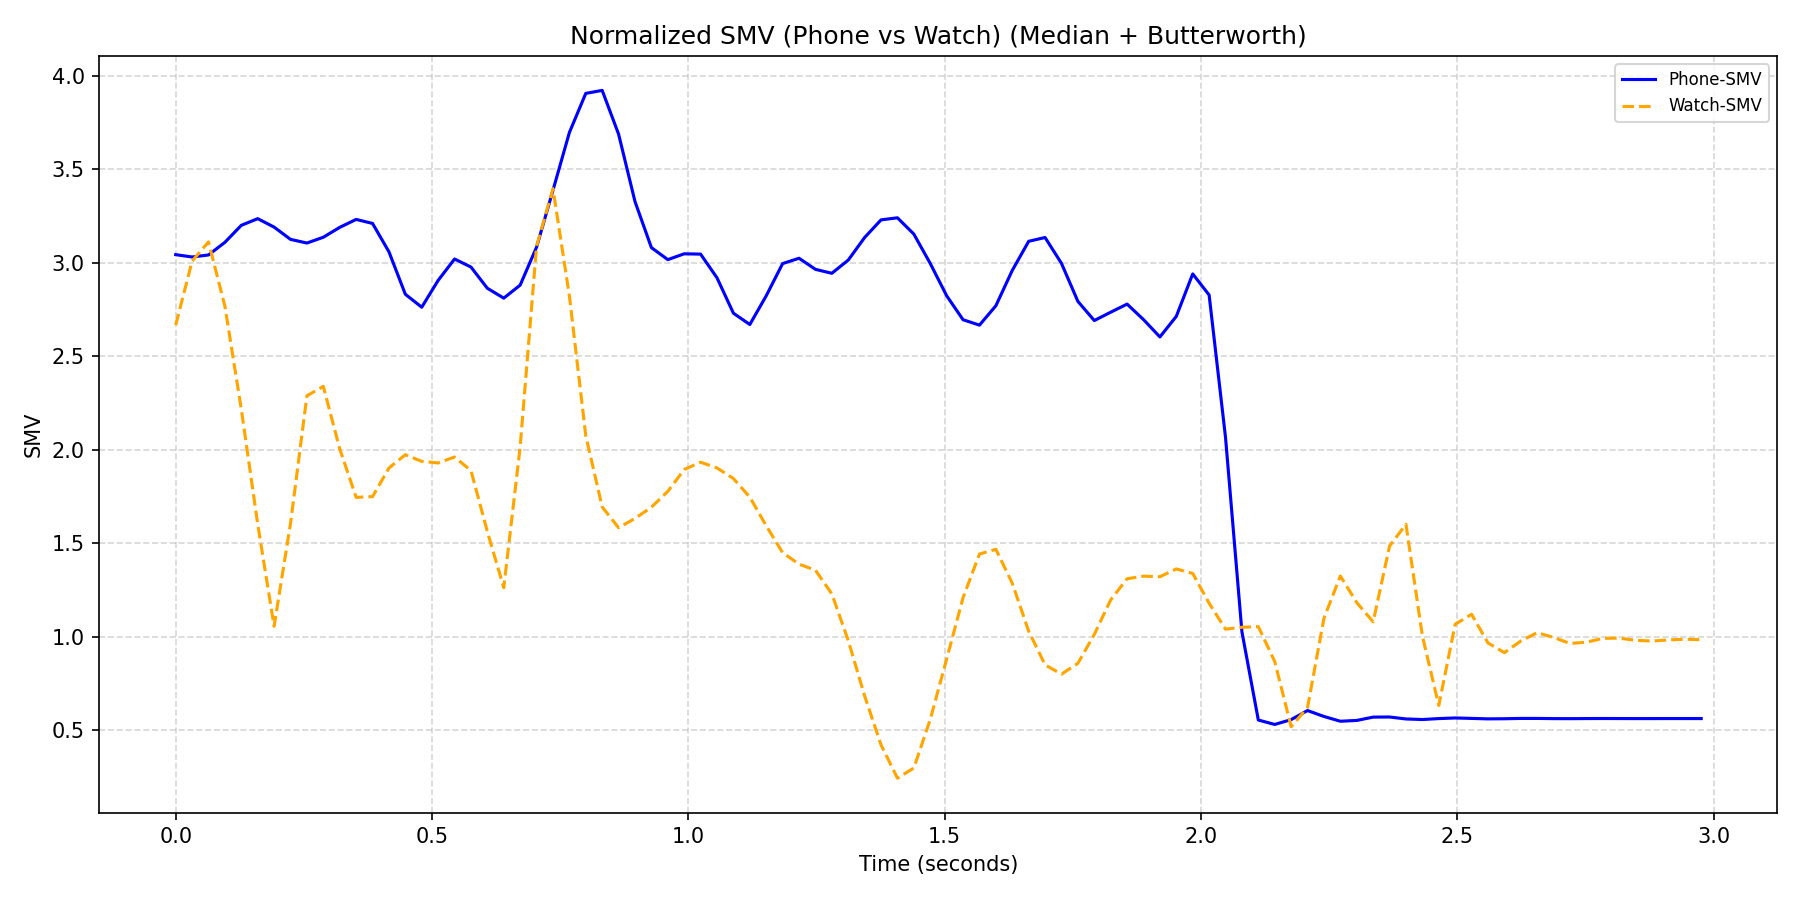 Normalized SMV (Phone vs Watch) (Median + Butterworth)
Phone-SMV
Watch-SMV
SMV
4.0
3.5
3.0
2.5
2.0
1.5
1.0
0.5
0.0 0.5 1.0 1.5 2.0 2.5 3.0
Time (seconds)